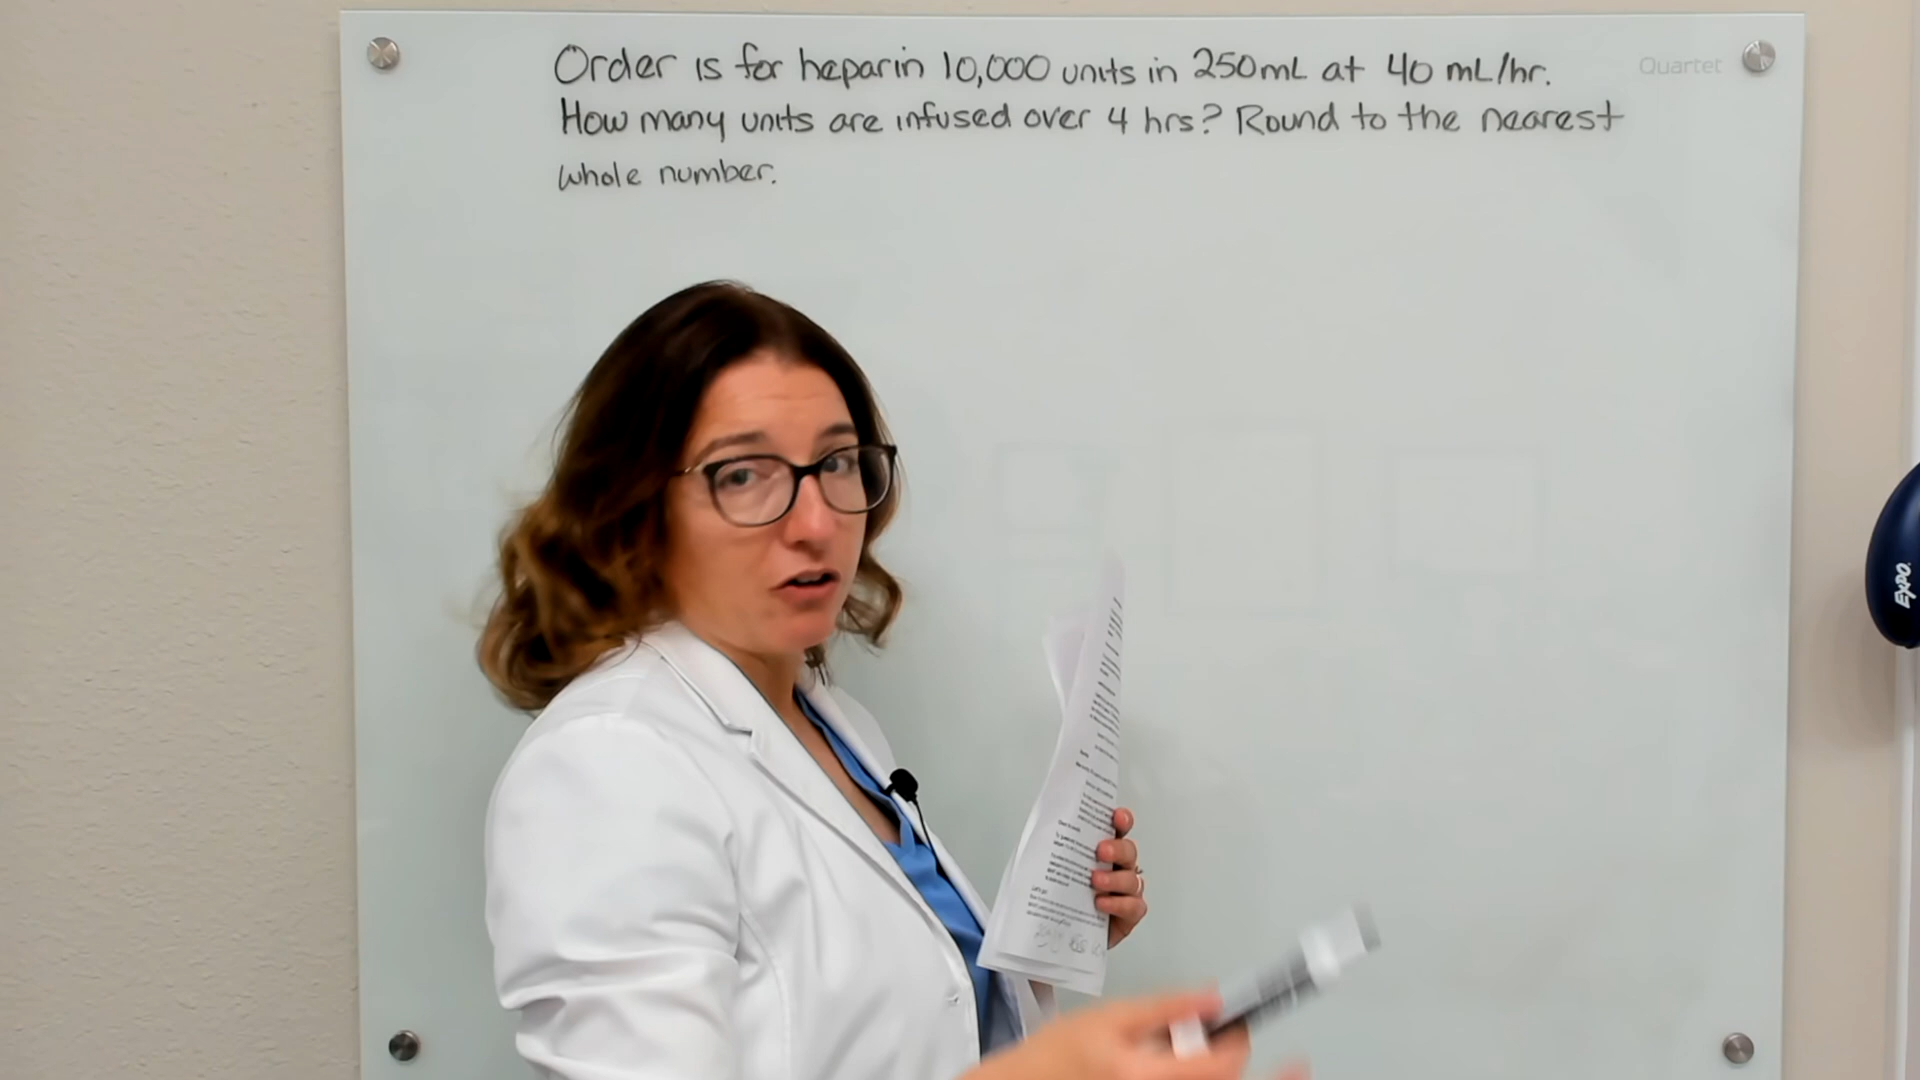 Order is for heparin 10,000 units in 250mL at 40 mL/hr.
Quartet
How many units are infused over 4 hrs? Round to the nearest
whole number.
EXPO